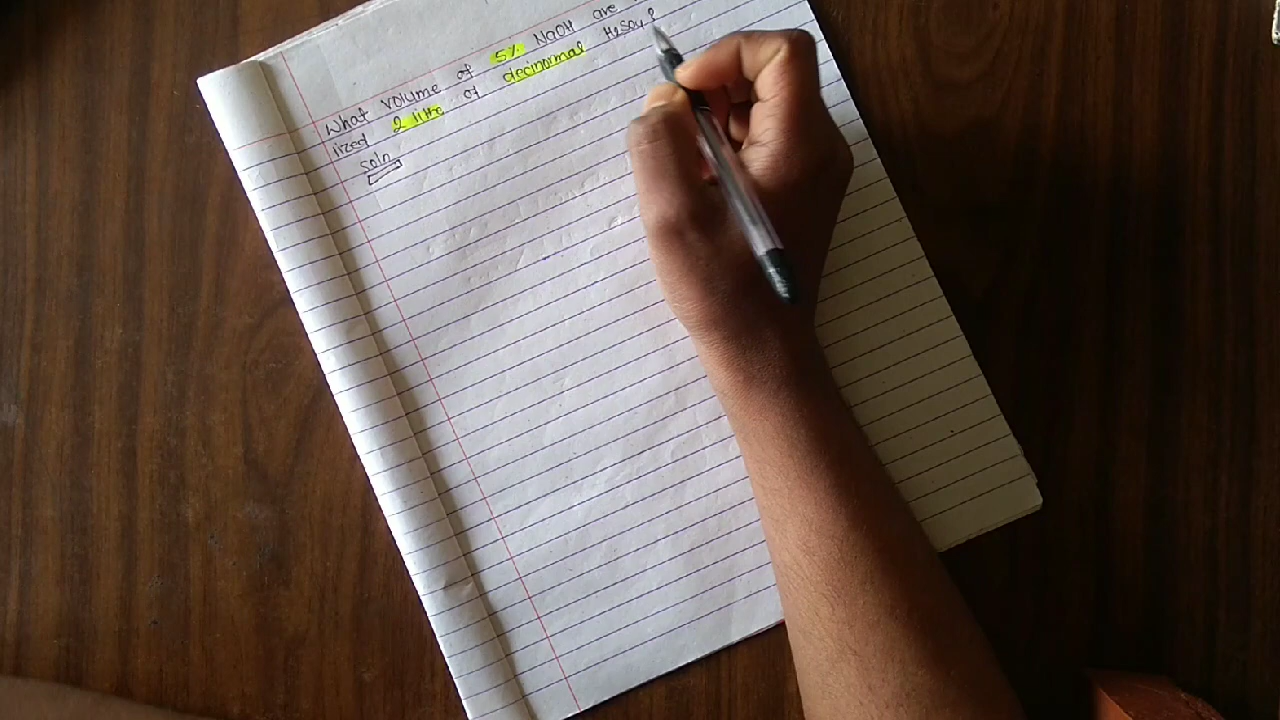 What volume of 5% NaOH are
ized 2 litre of decinormal H2SO4?
Soln